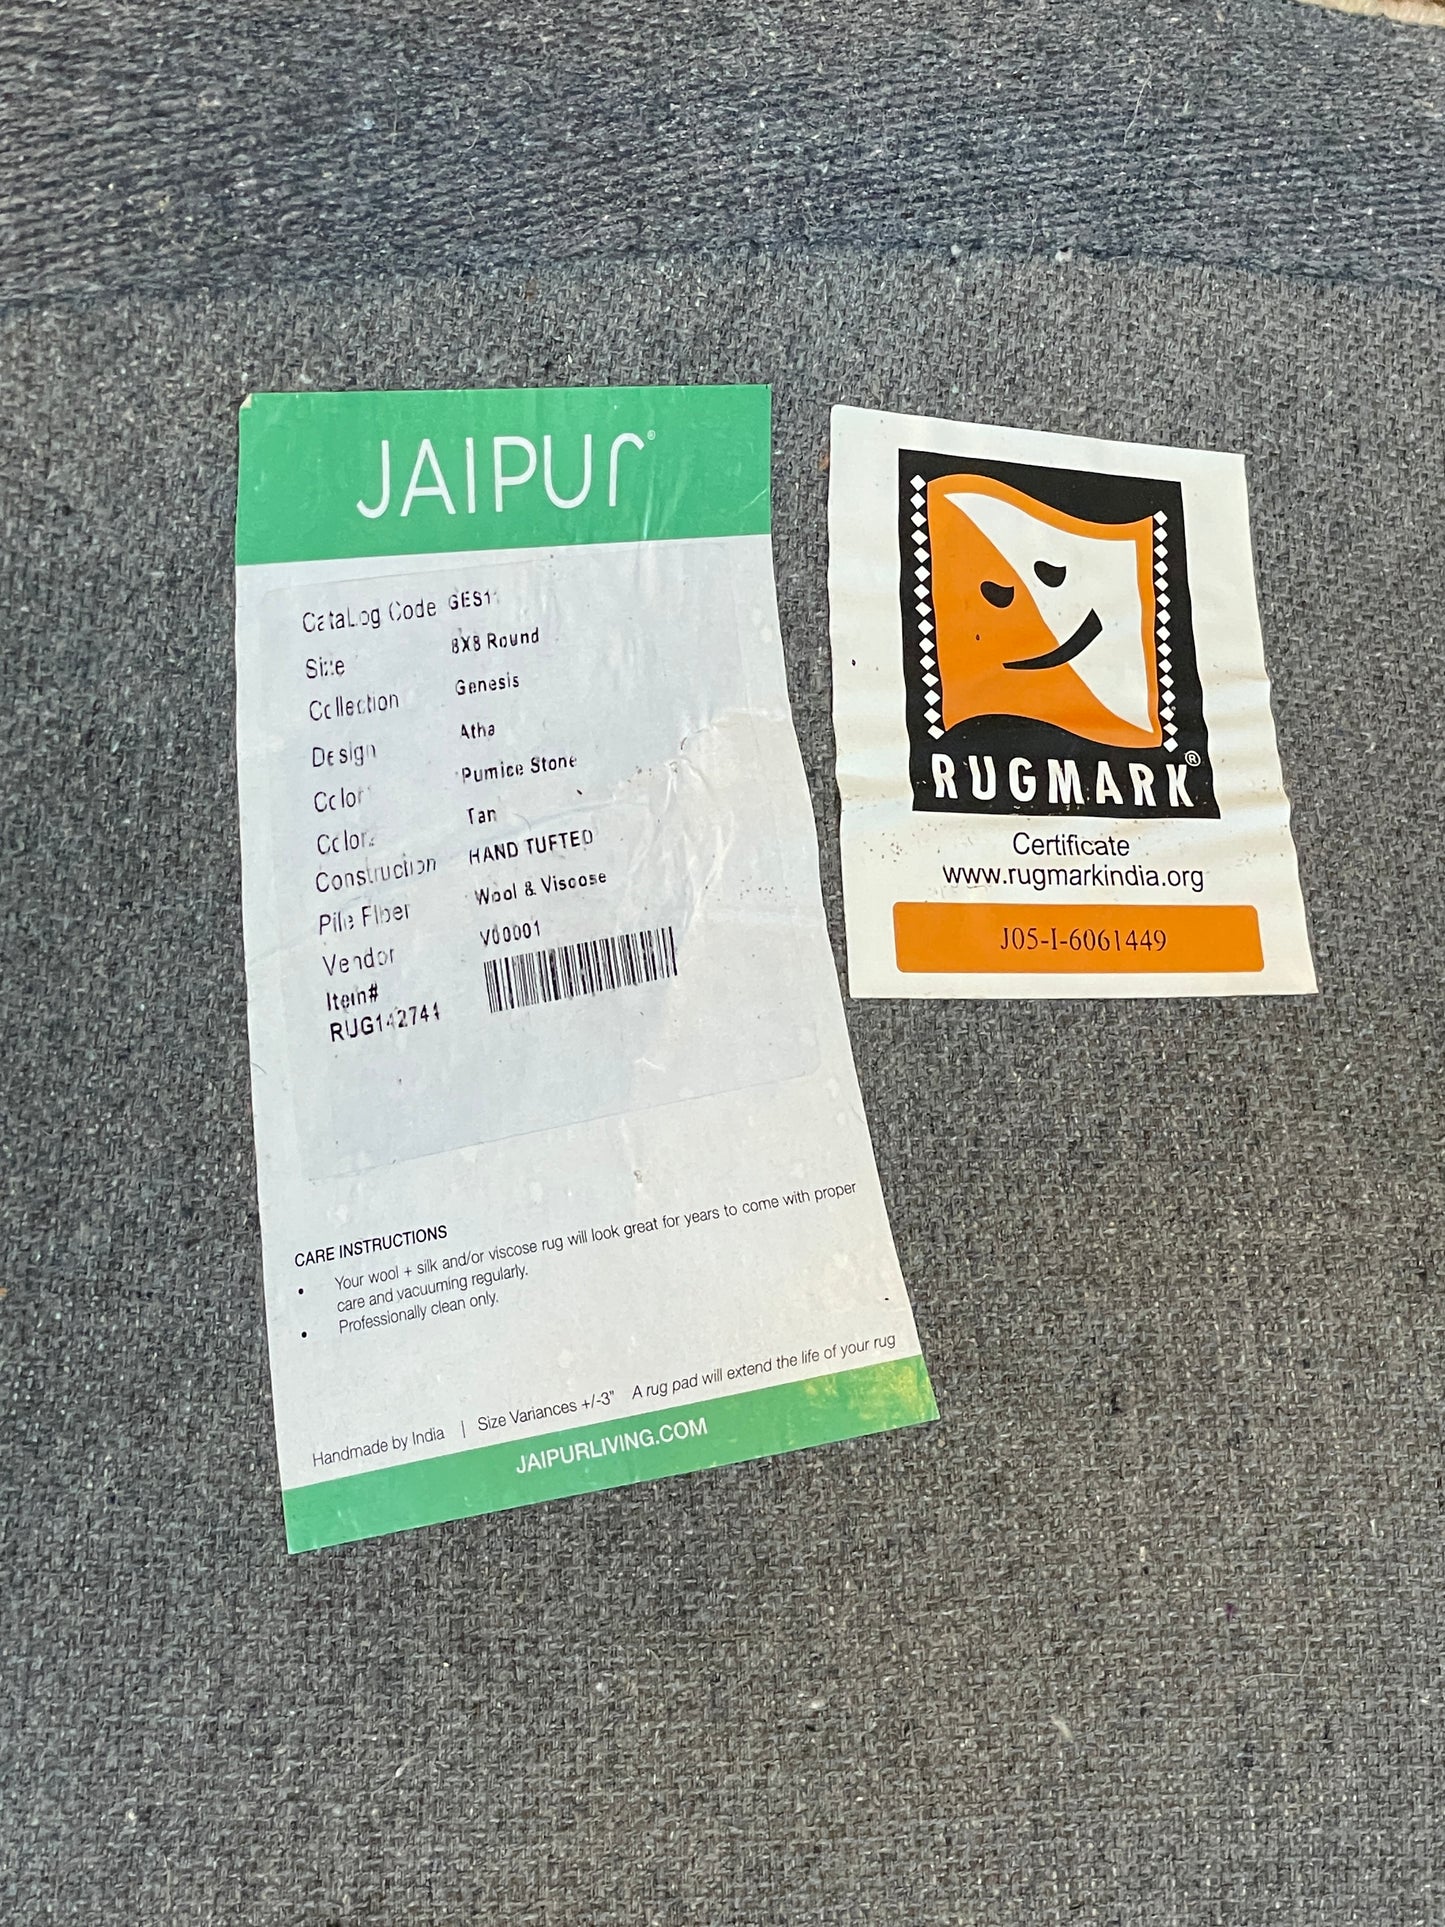 JAIPUR®
Catalog Code GES11
Size 8X8 Round
Collection Genesis
Design Atha
Color Pumice Stone
Color2 Tan
Construction HAND TUFTED
Pile Fiber Wool & Viscose
Vendor V00001
Item#
RUG142744
CARE INSTRUCTIONS
• Your wool + silk and/or viscose rug will look great for years to come with proper
care and vacuuming regularly.
• Professionally clean only.
Handmade by India | Size Variances +/-3" A rug pad will extend the life of your rug
JAIPURLIVING.COM
RUGMARK®
Certificate
www.rugmarkindia.org
J05-I-6061449